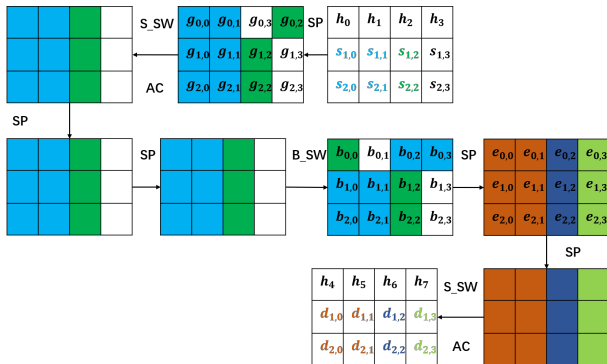 S_SW
AC
g0,0 g0,1 g0,3 g0,2
g1,0 g1,1 g1,2 g1,3
g2,0 g2,1 g2,2 g2,3
SP
h0 h1 h2 h3
s1,0 s1,1 s1,2 s1,3
s2,0 s2,1 s2,2 s2,3
SP
SP
B_SW
b0,0 b0,1 b0,2 b0,3
b1,0 b1,1 b1,2 b1,3
b2,0 b2,1 b2,2 b2,3
SP
e0,0 e0,1 e0,2 e0,3
e1,0 e1,1 e1,2 e1,3
e2,0 e2,1 e2,2 e2,3
SP
h4 h5 h6 h7
d1,0 d1,1 d1,2 d1,3
d2,0 d2,1 d2,2 d2,3
S_SW
AC